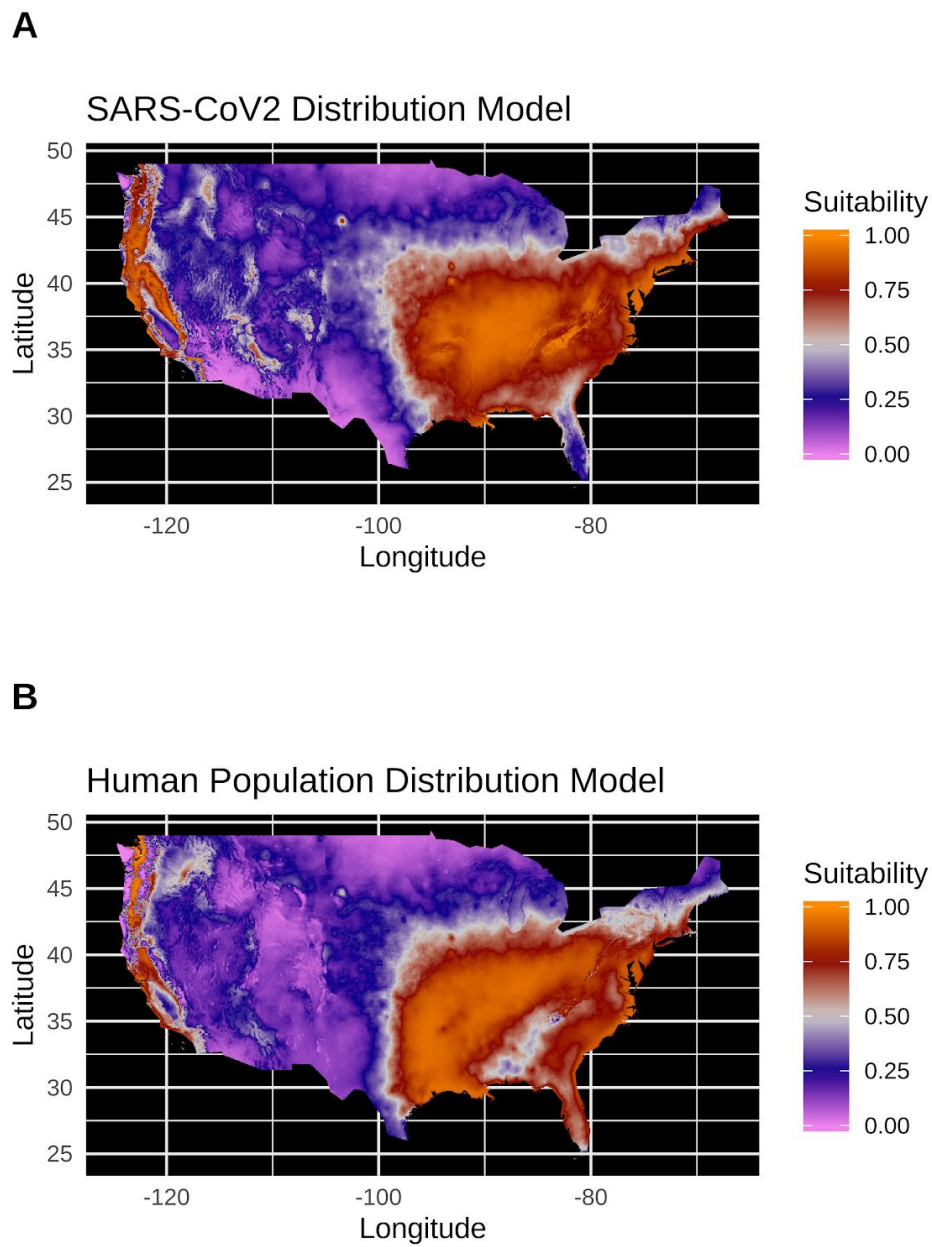 A
SARS-CoV2 Distribution Model
50
45
40
35
30
25
Latitude
-120
-100
-80
Longitude
Suitability
1.00
0.75
0.50
0.25
0.00
B
Human Population Distribution Model
50
45
40
35
30
25
Latitude
-120
-100
-80
Longitude
Suitability
1.00
0.75
0.50
0.25
0.00